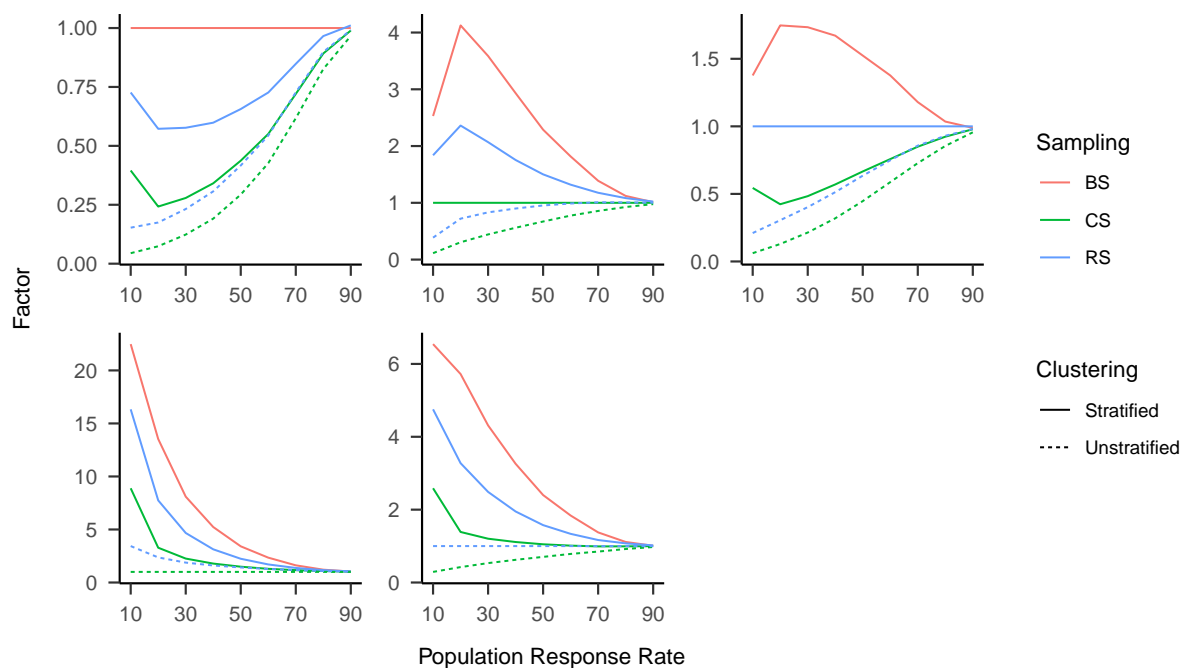 1.00
0.75
0.50
0.25
0.00
10 30 50 70 90
4
3
2
1
0
10 30 50 70 90
1.5
1.0
0.5
0.0
10 30 50 70 90
20
15
10
5
0
10 30 50 70 90
6
4
2
0
10 30 50 70 90
Factor
Population Response Rate
Sampling
BS
CS
RS
Clustering
Stratified
Unstratified